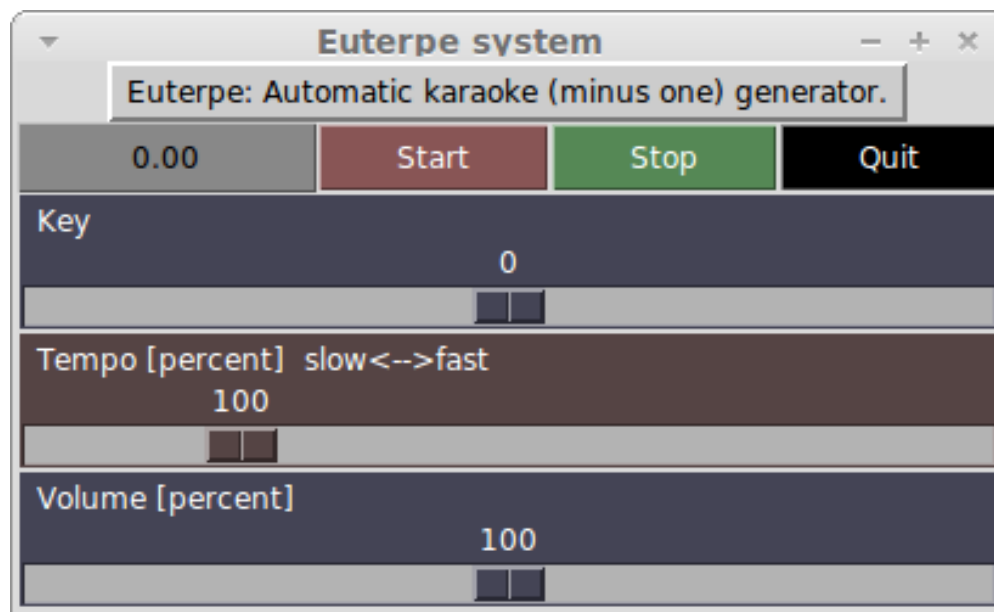 Euterpe system
Euterpe: Automatic karaoke (minus one) generator.
0.00 Start Stop Quit
Key
0
Tempo [percent] slow<-->fast
100
Volume [percent]
100